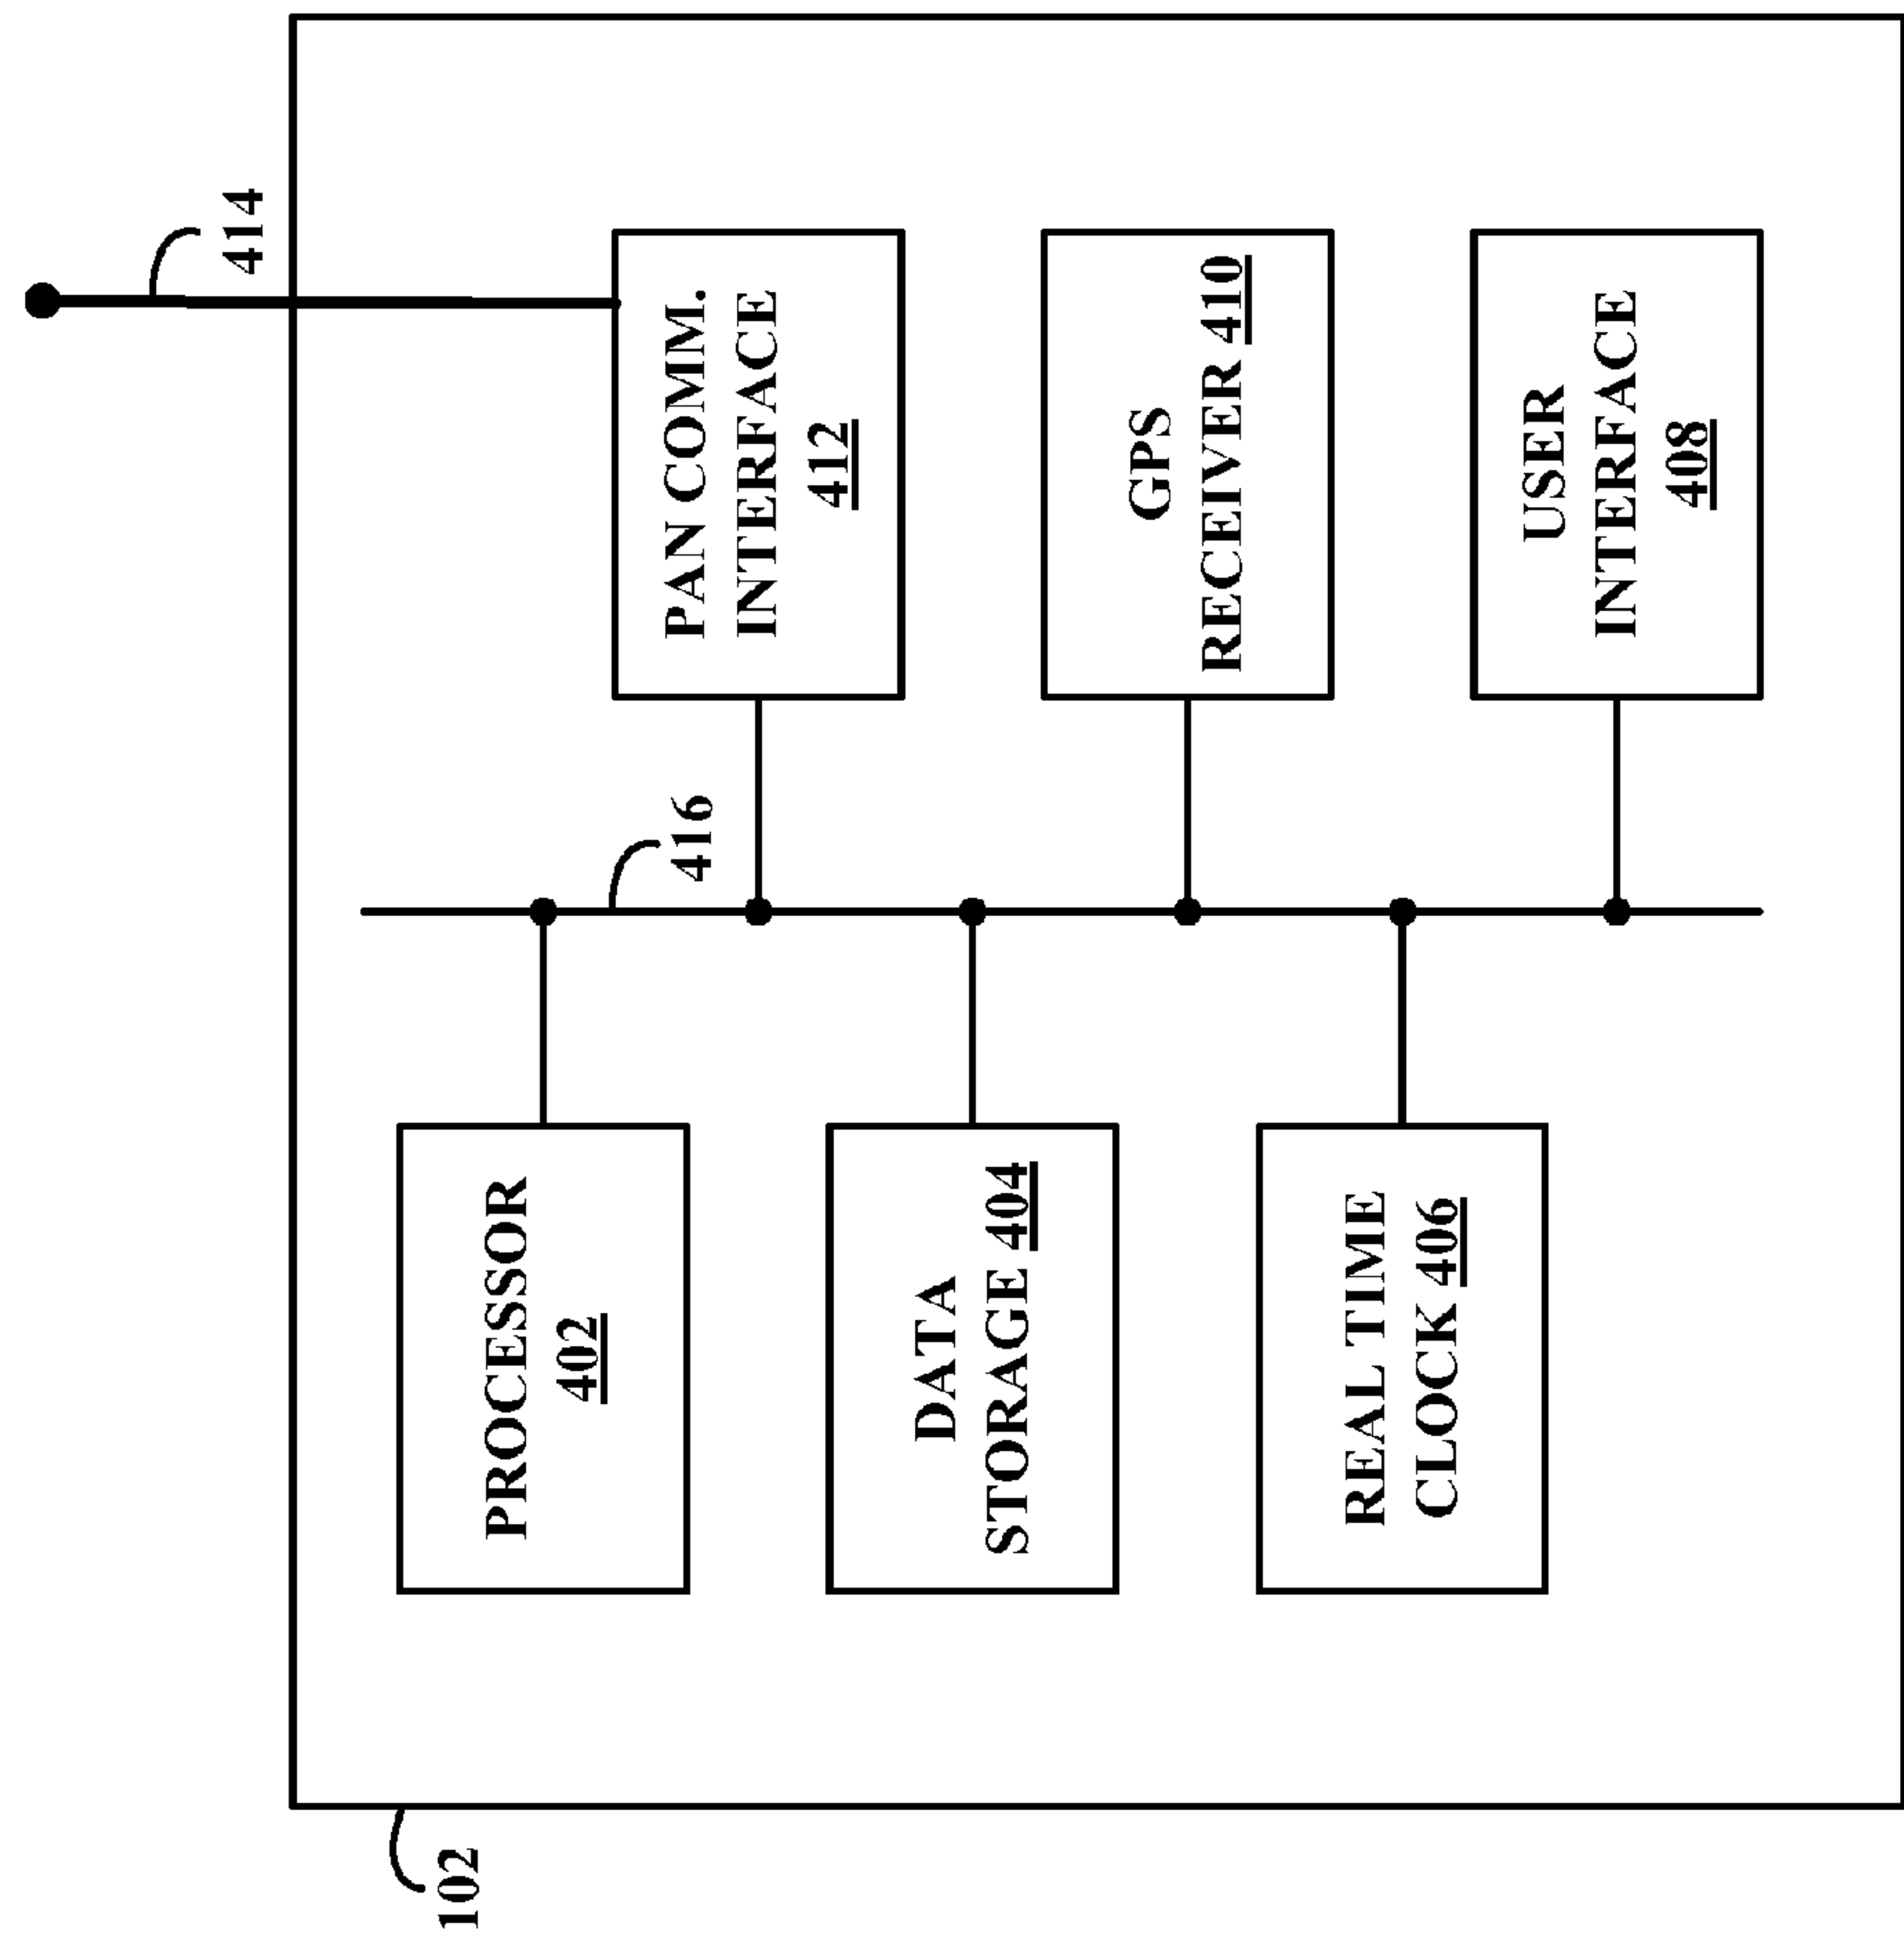 414
102
PROCESSOR
402
416
PAN COMM.
INTERFACE
412
DATA
STORAGE 404
GPS
RECEIVER 410
REAL TIME
CLOCK 406
USER
INTERFACE
408